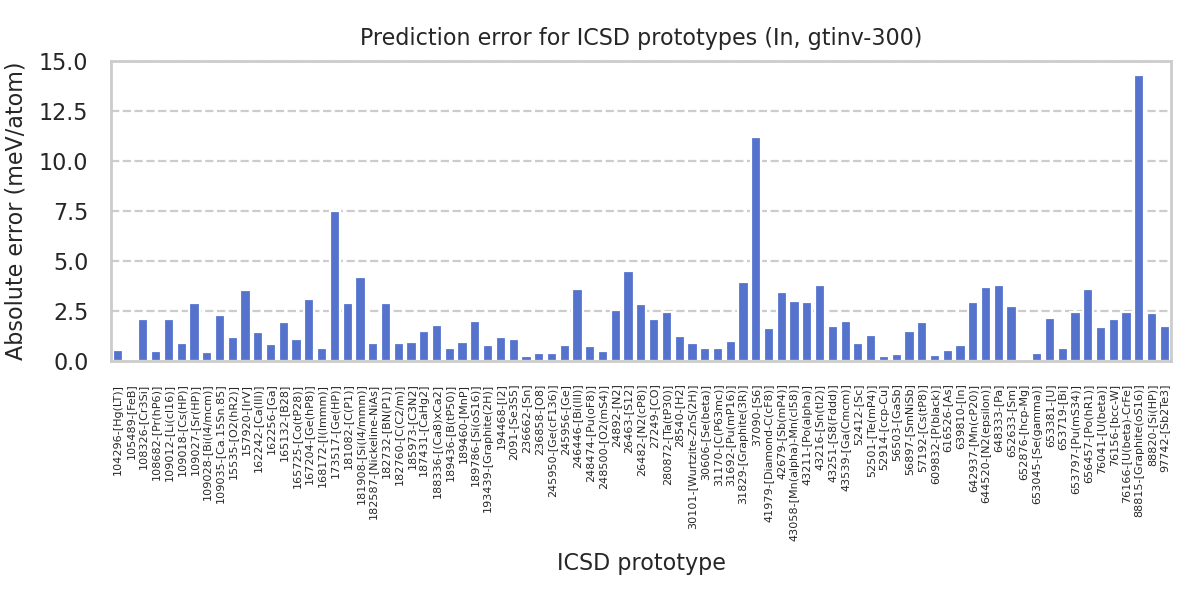 Prediction error for ICSD prototypes (In, gtinv-300)
Absolute error (meV/atom)
15.0
12.5
10.0
7.5
5.0
2.5
0.0
104296-[Hg(LT)]
105489-[FeB]
108326-[Cr3Si]
108682-[Pr(hP6)]
109012-[Li(cI16)]
109018-[Cs(HP)]
109027-[Sr(HP)]
109028-[Bi(I4/mcm)]
109035-[Ca.15Sn.85]
15535-[O2(hR2)]
157920-[IrV]
162242-[Ca(III)]
162256-[Ga]
165132-[B28]
165725-[Co(tP28)]
167204-[Ge(hP8)]
168172-[I(Immm)]
173517-[Ge(HP)]
181082-[C(P1)]
181908-[Si(I4/mmm)]
182587-[Nickeline-NiAs]
182732-[BN(P1)]
182760-[C(C2/m)]
185973-[C3N2]
187431-[CaHg2]
188336-[(Ca8)xCa2]
189436-[B(tP50)]
189460-[MnP]
189786-[Si(oS16)]
193439-[Graphite(2H)]
194468-[I2]
2091-[Se3S5]
236662-[Sn]
236858-[O8]
245950-[Ge(cF136)]
245956-[Ge]
246446-[Bi(III)]
248474-[Pu(oF8)]
248500-[O2(mS4)]
24892-[N2]
26463-[S12]
26482-[N2(cP8)]
27249-[CO]
280872-[Ta(tP30)]
28540-[H2]
30101-[Wurtzite-ZnS(2H)]
30606-[Se(beta)]
31170-[C(P63mc)]
31692-[Pu(mP16)]
31829-[Graphite(3R)]
37090-[S6]
41979-[Diamond-C(cF8)]
42679-[Sb(mP4)]
43058-[Mn(alpha)-Mn(cI58)]
43211-[Po(alpha)]
43216-[Sn(tI2)]
43251-[S8(Fddd)]
43539-[Ga(Cmcm)]
52412-[Sc]
52501-[Te(mP4)]
52914-[ccp-Cu]
56503-[GaSb]
56897-[SmNiSb]
57192-[Cs(tP8)]
609832-[P(black)]
616526-[As]
639810-[In]
642937-[Mn(cP20)]
644520-[N2(epsilon)]
648333-[Pa]
652633-[Sm]
652876-[hcp-Mg]
653045-[Se(gamma)]
653381-[U]
653719-[Bi]
653797-[Pu(mS34)]
656457-[Po(hR1)]
76041-[U(beta)]
76156-[bcc-W]
76166-[U(beta)-CrFe]
88815-[Graphite(oS16)]
88820-[Si(HP)]
97742-[Sb2Te3]
ICSD prototype